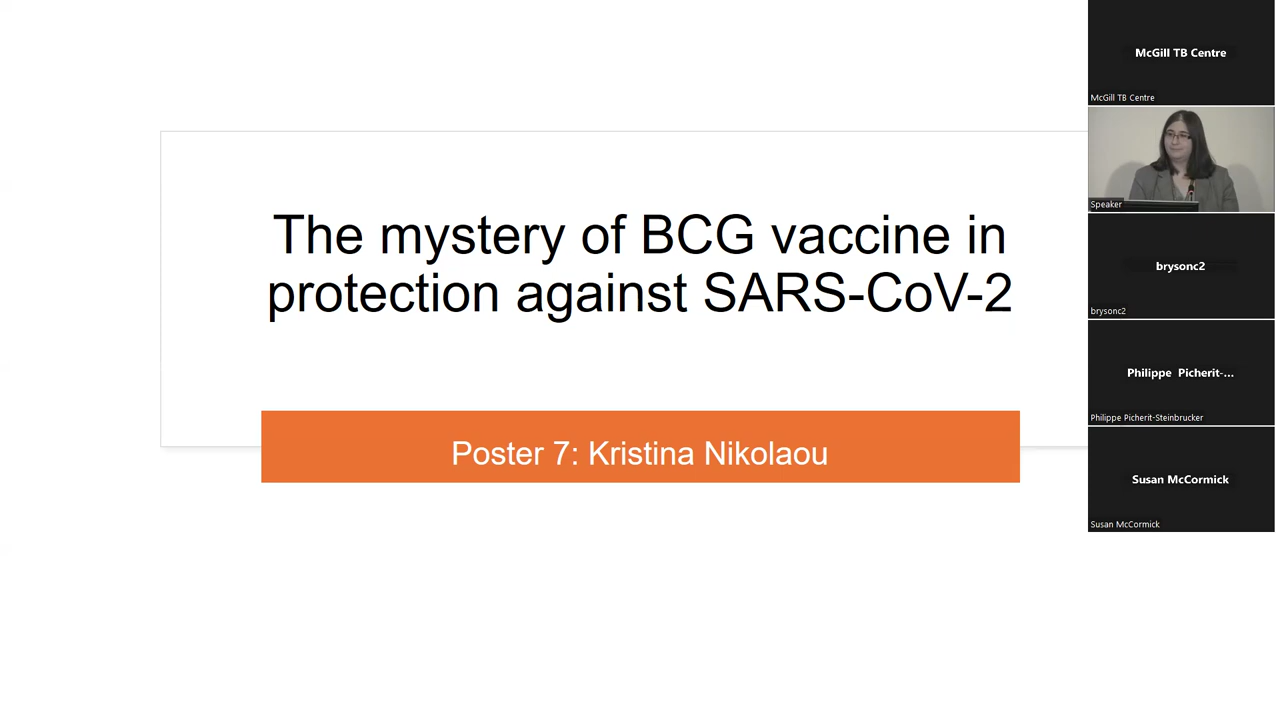 The mystery of BCG vaccine in
protection against SARS-CoV-2
Poster 7: Kristina Nikolaou
McGill TB Centre
McGill TB Centre
Speaker
brysonc2
brysonc2
Philippe Picherit-...
Philippe Picherit-Steinbrucker
Susan McCormick
Susan McCormick